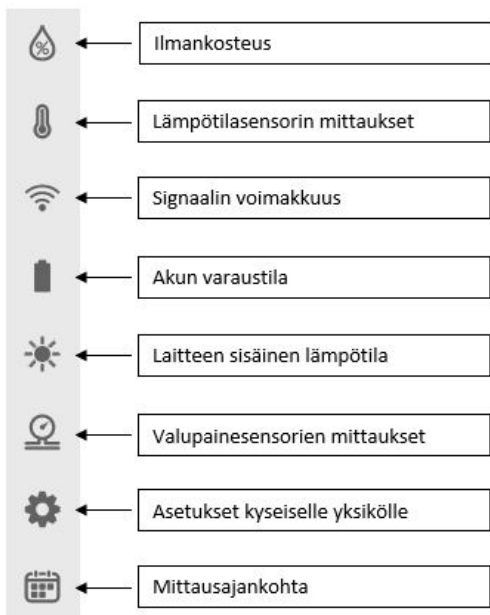 %
Ilmankosteus
Lämpötilasensorin mittaukset
Signaalin voimakkuus
Akun varaustila
Laitteen sisäinen lämpötila
Valupainesensorien mittaukset
Asetukset kyseiselle yksikölle
Mittausajankohta